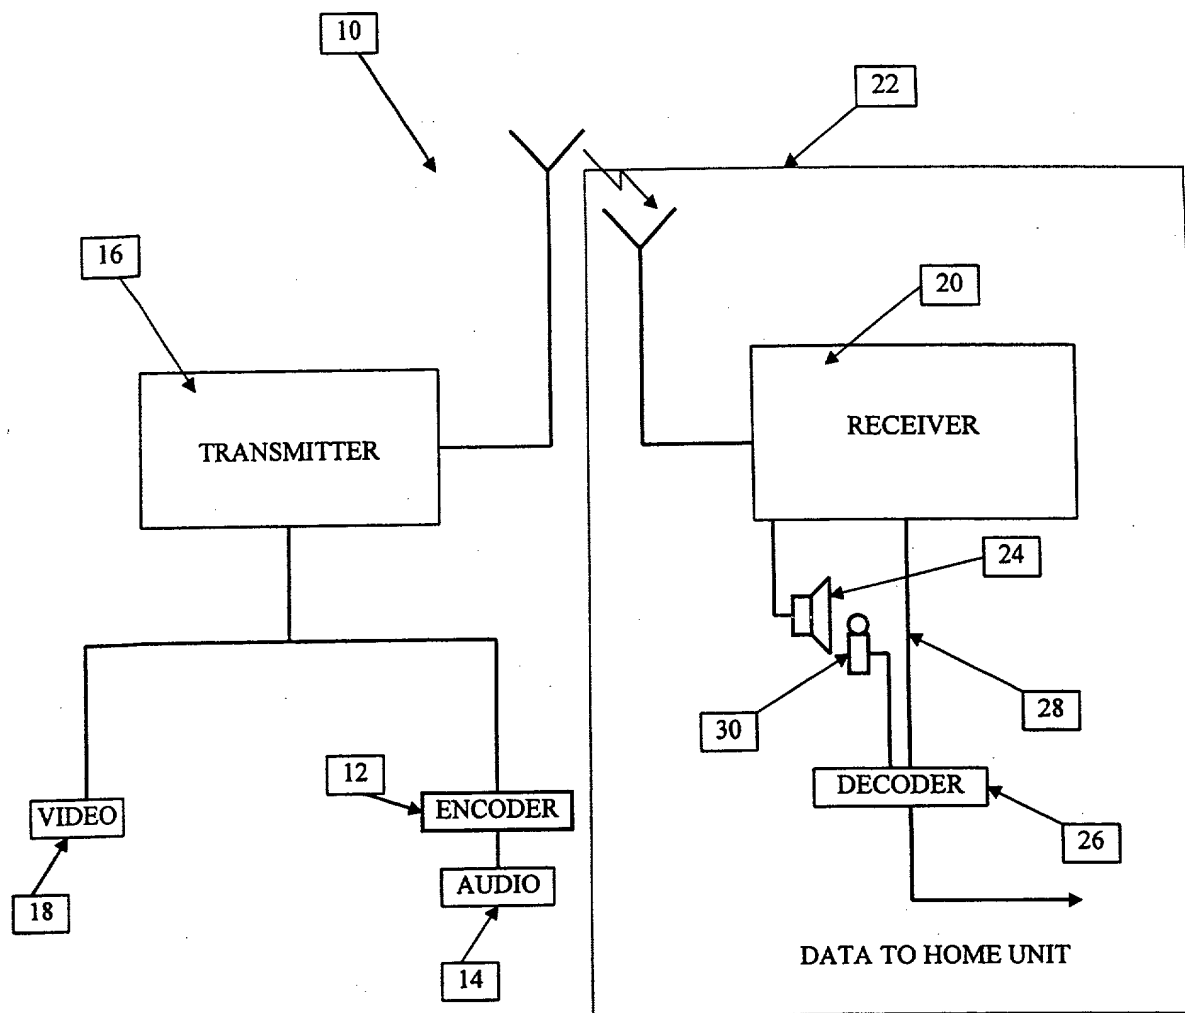 10
22
16
20
TRANSMITTER
RECEIVER
24
30
28
12
VIDEO
ENCODER
DECODER
26
18
AUDIO
14
DATA TO HOME UNIT